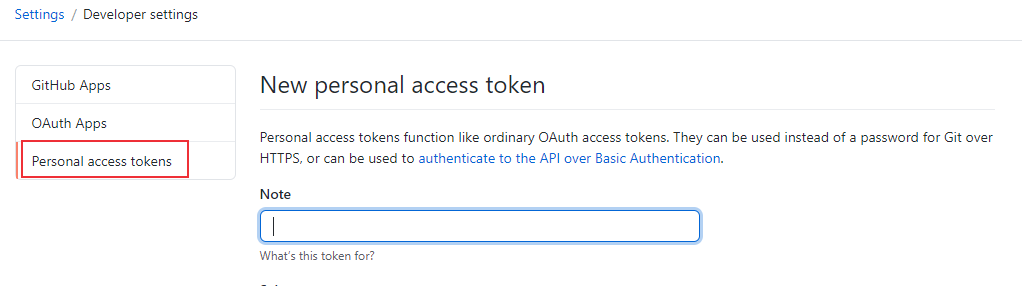 Settings / Developer settings
GitHub Apps
OAuth Apps
Personal access tokens
New personal access token
Personal access tokens function like ordinary OAuth access tokens. They can be used instead of a password for Git over
HTTPS, or can be used to authenticate to the API over Basic Authentication.
Note
What's this token for?